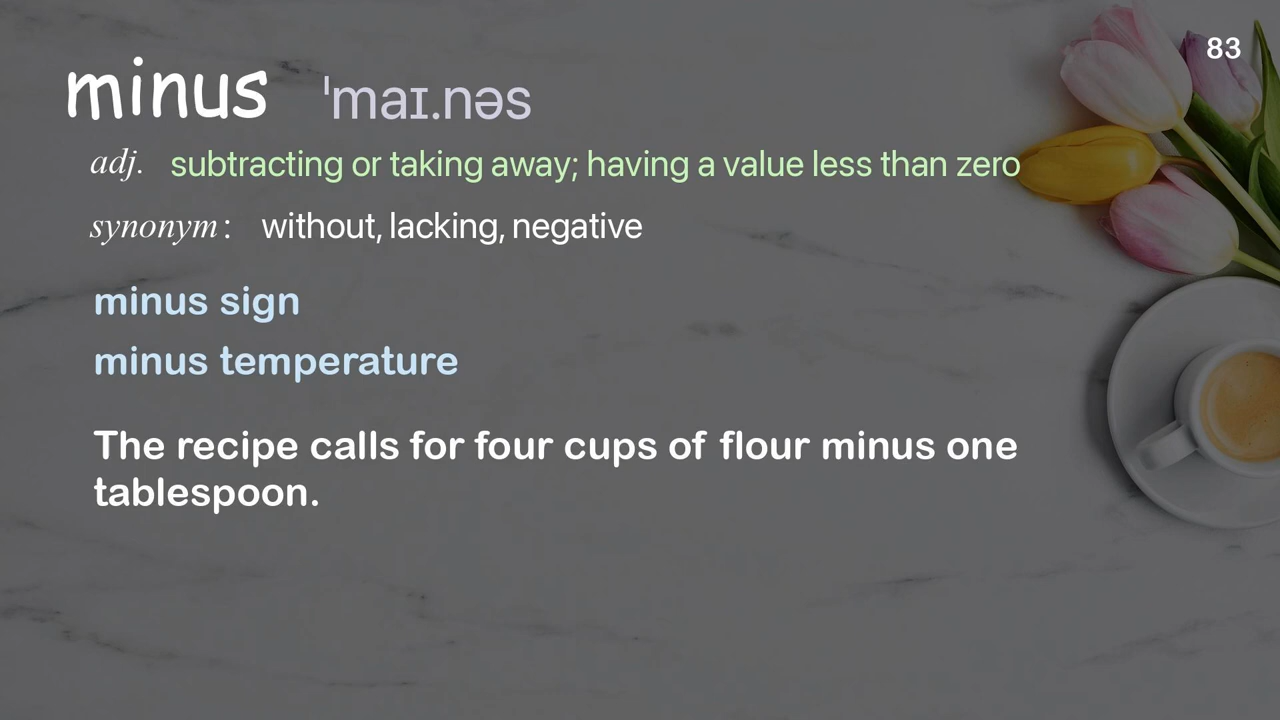 83
minus ˈmaɪ.nəs
adj. subtracting or taking away; having a value less than zero
synonym: without, lacking, negative
minus sign
minus temperature
The recipe calls for four cups of flour minus one
tablespoon.